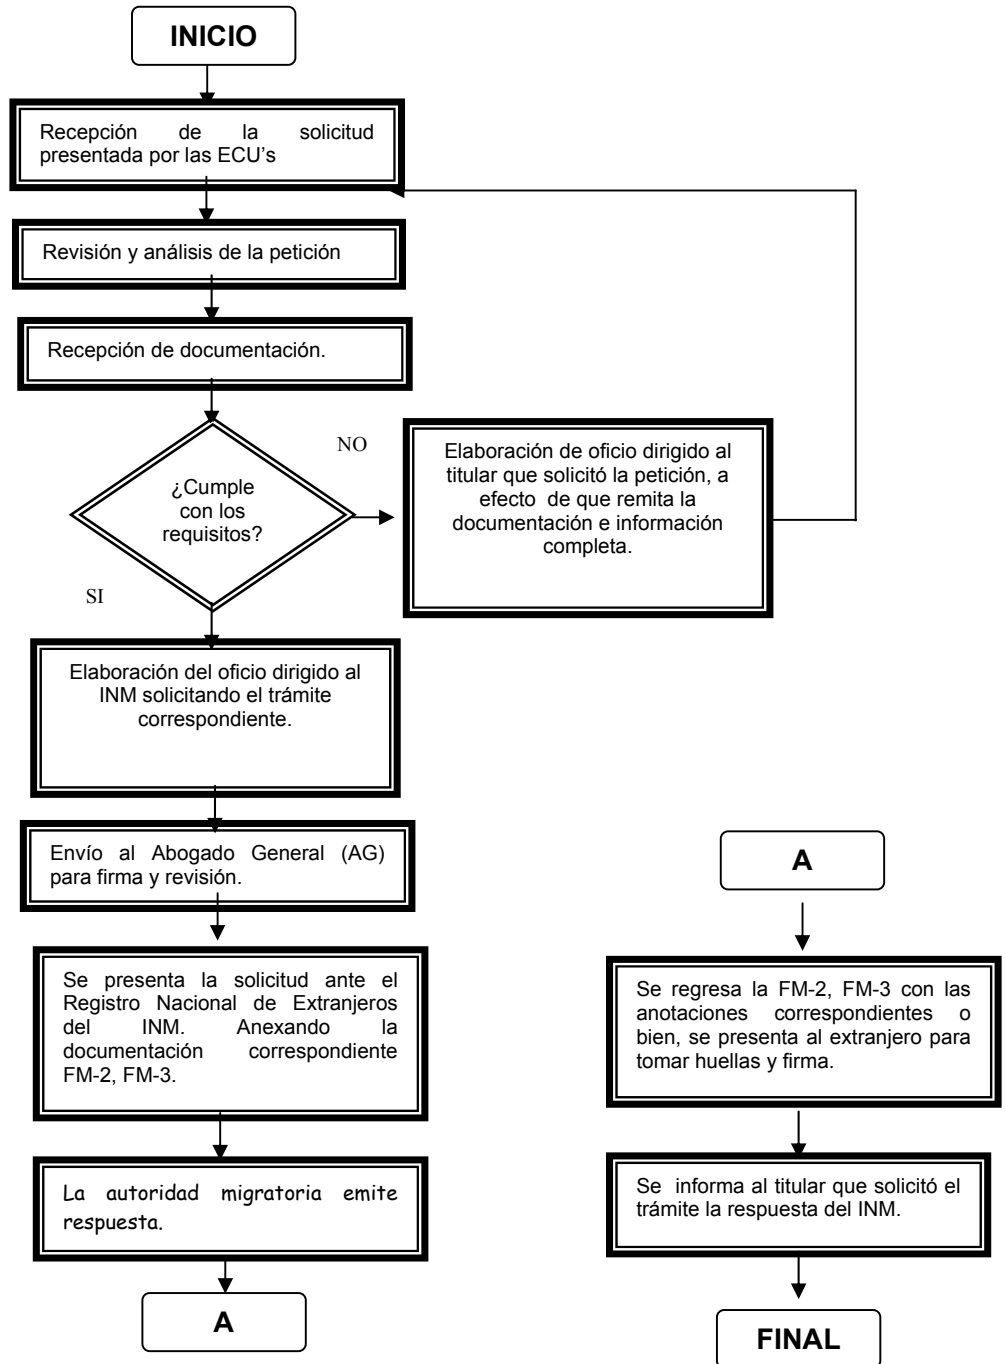 INICIO
Recepción de la solicitud
presentada por las ECU's
Revisión y análisis de la petición
Recepción de documentación.
¿Cumple
con los
requisitos?
NO
Elaboración de oficio dirigido al
titular que solicitó la petición, a
efecto de que remita la
documentación e información
completa.
SI
Elaboración del oficio dirigido al
INM solicitando el trámite
correspondiente.
Envío al Abogado General (AG)
para firma y revisión.
Se presenta la solicitud ante el
Registro Nacional de Extranjeros
del INM. Anexando la
documentación correspondiente
FM-2, FM-3.
La autoridad migratoria emite
respuesta.
A
A
Se regresa la FM-2, FM-3 con las
anotaciones correspondientes o
bien, se presenta al extranjero para
tomar huellas y firma.
Se informa al titular que solicitó el
trámite la respuesta del INM.
FINAL